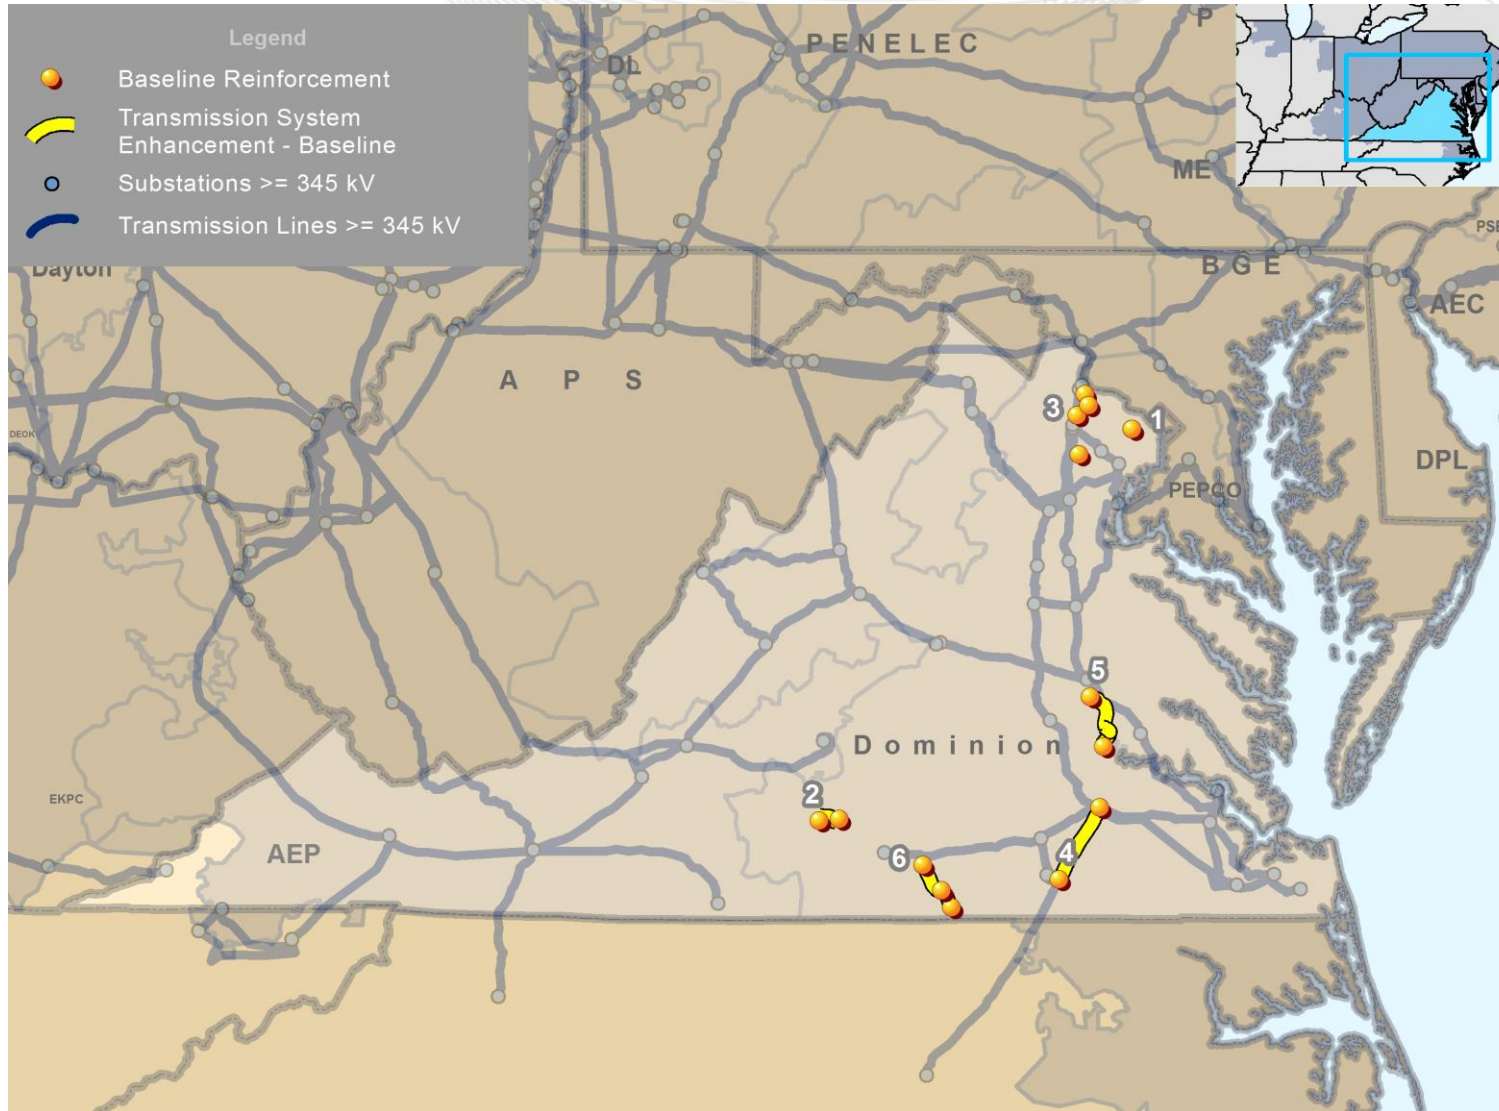 Legend
Baseline Reinforcement
Transmission System
Enhancement - Baseline
Substations >= 345 kV
Transmission Lines >= 345 kV
P
PENELEC
DL
ME
PSE
Dayton
BGE
AEC
A P S
3
1
DEOK
DPL
PEPCO
5
Dominion
2
EKPC
6
4
AEP